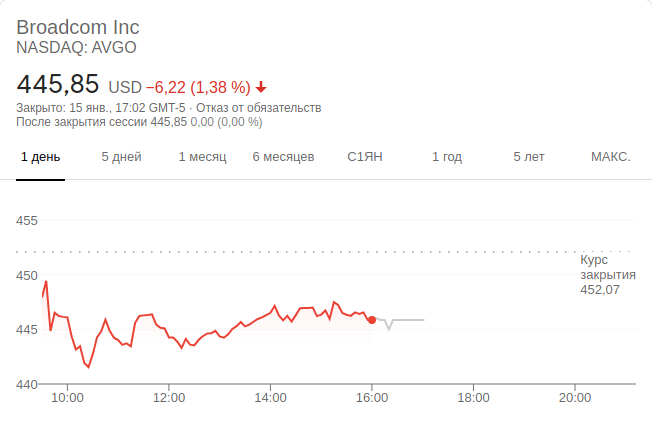 Broadcom Inc
NASDAQ: AVGO
445,85 USD −6,22 (1,38 %)
Закрыто: 15 янв., 17:02 GMT-5 · Отказ от обязательств
После закрытия сессии 445,85 0,00 (0,00 %)
1 день 5 дней 1 месяц 6 месяцев С1ЯН 1 год 5 лет МАКС.
455
450
445
440
Курс
закрытия
452,07
10:00 12:00 14:00 16:00 18:00 20:00